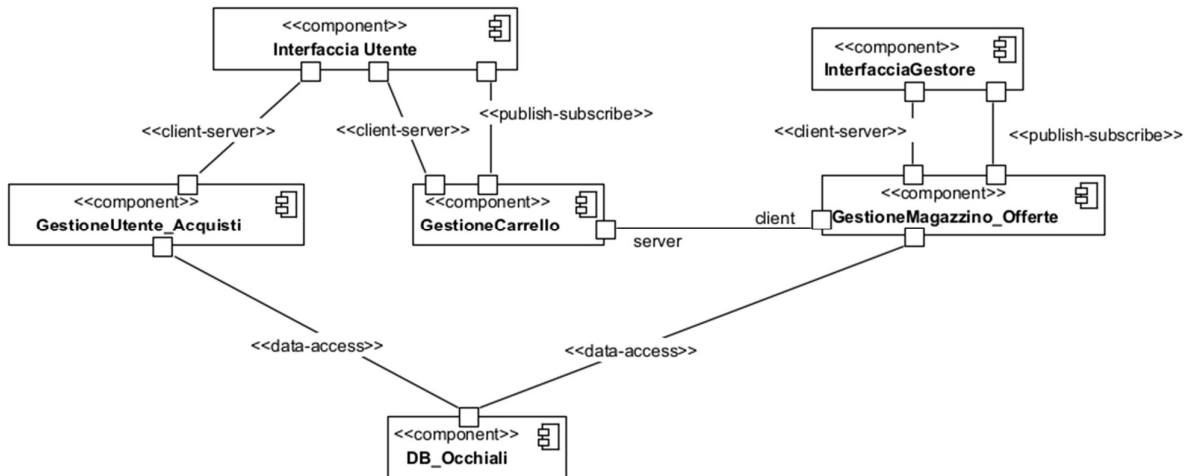 <<component>>
Interfaccia Utente
<<component>>
InterfacciaGestore
<<publish-subscribe>>
<<client-server>>
<<client-server>>
<<client-server>>
<<publish-subscribe>>
<<component>>
GestioneUtente_Acquisti
<<component>>
GestioneCarrello
<<component>>
GestioneMagazzino_Offerte
client
server
<<data-access>>
<<data-access>>
<<component>>
DB_Occhiali